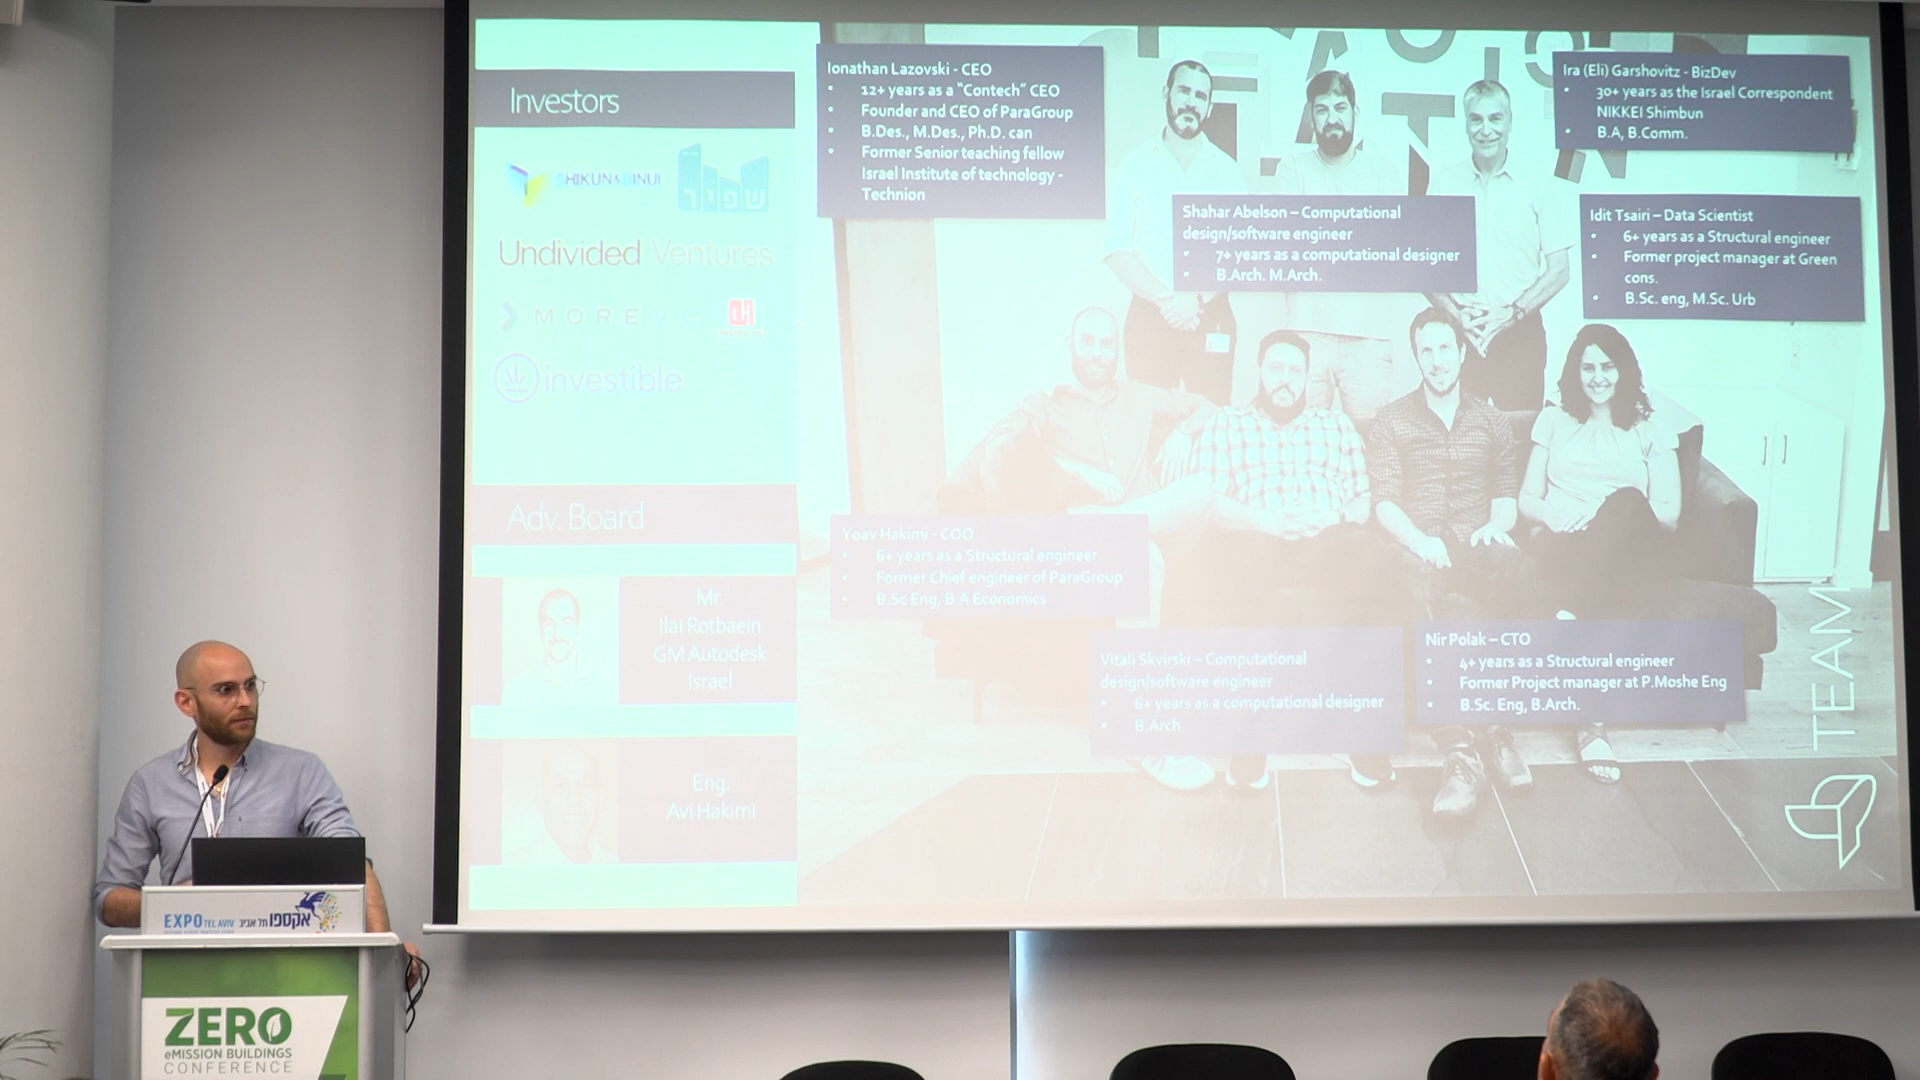 Investors
SHIKUN & BINUI
שפיר
Undivided Ventures
MOREVC
investible
Adv. Board
Mr.
Ilai Rotbaein
GM Autodesk
Israel
Eng.
Avi Hakimi
Ionathan Lazovski - CEO
• 12+ years as a “Contech” CEO
• Founder and CEO of ParaGroup
• B.Des., M.Des., Ph.D. can
• Former Senior teaching fellow
Israel Institute of technology -
Technion
Ira (Eli) Garshovitz - BizDev
• 30+ years as the Israel Correspondent
NIKKEI Shimbun
• B.A, B.Comm.
Shahar Abelson – Computational
design/software engineer
• 7+ years as a computational designer
• B.Arch. M.Arch.
Idit Tsairi – Data Scientist
• 6+ years as a Structural engineer
• Former project manager at Green
cons.
• B.Sc. eng, M.Sc. Urb
Yoav Hakimi - COO
• 6+ years as a Structural engineer
• Former Chief engineer of ParaGroup
• B.Sc Eng, B.A Economics
Vitali Skvirski – Computational
design/software engineer
• 6+ years as a computational designer
• B.Arch
Nir Polak – CTO
• 4+ years as a Structural engineer
• Former Project manager at P.Moshe Eng
• B.Sc. Eng, B.Arch.
TEAM
EXPO TEL AVIV אקספו תל אביב
ZERO
eMISSION BUILDINGS
CONFERENCE